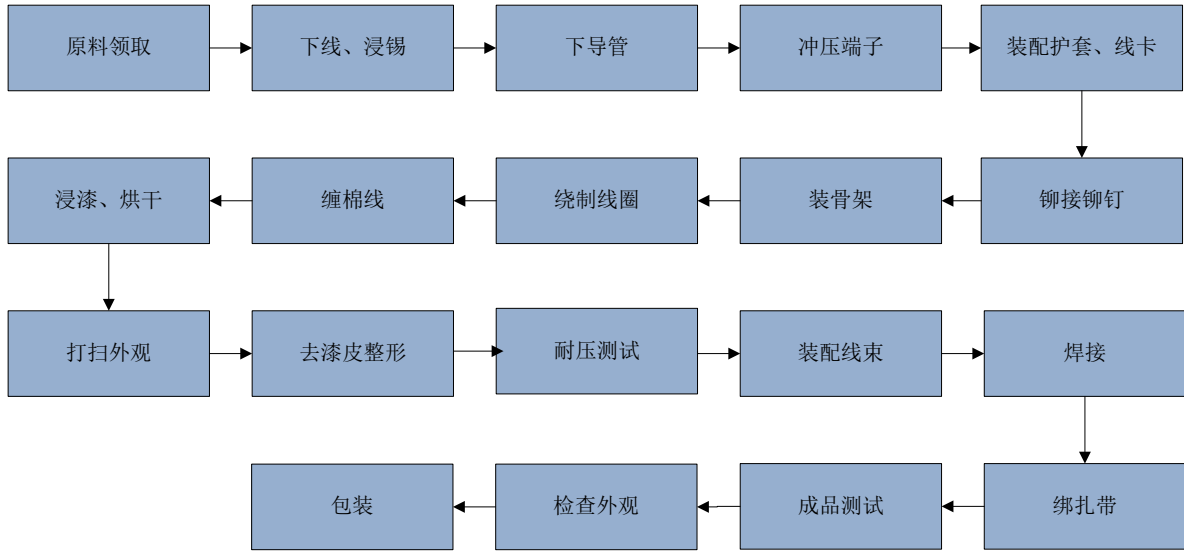 原料领取
下线、浸锡
下导管
冲压端子
装配护套、线卡
浸漆、烘干
缠棉线
绕制线圈
装骨架
铆接铆钉
打扫外观
去漆皮整形
耐压测试
装配线束
焊接
包装
检查外观
成品测试
绑扎带